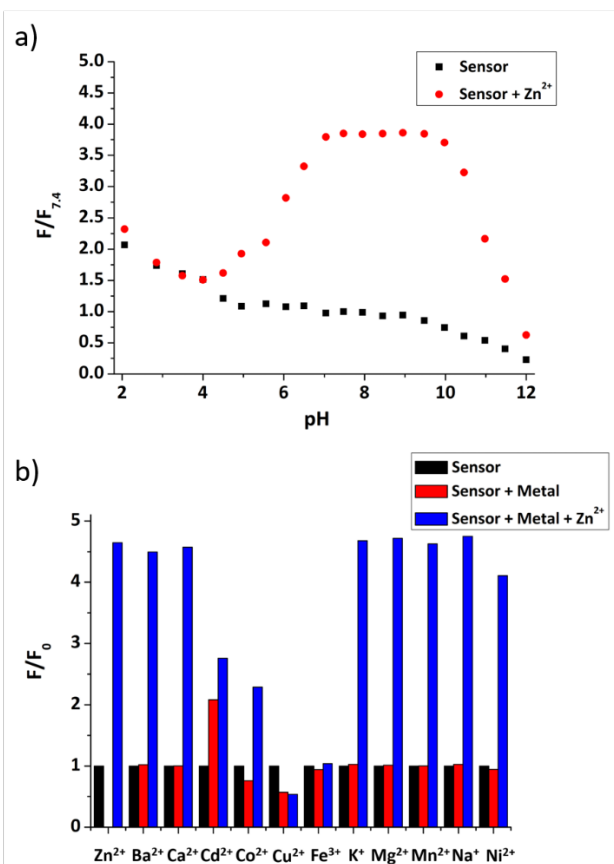 a)
Sensor
Sensor + Zn²⁺
5.0
4.5
4.0
3.5
3.0
2.5
2.0
1.5
1.0
0.5
0.0
F/F₇.₄
2 4 6 8 10 12
pH
b)
Sensor
Sensor + Metal
Sensor + Metal + Zn²⁺
5
4
3
2
1
0
F/F₀
Zn²⁺ Ba²⁺ Ca²⁺ Cd²⁺ Co²⁺ Cu²⁺ Fe³⁺ K⁺ Mg²⁺ Mn²⁺ Na⁺ Ni²⁺